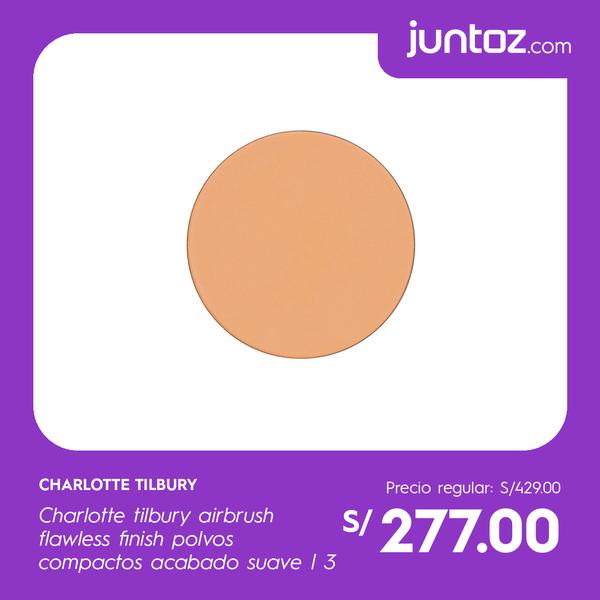 juntoz.com
CHARLOTTE TILBURY
Charlotte tilbury airbrush
flawless finish polvos
compactos acabado suave | 3
Precio regular: S/429.00
S/ 277.00